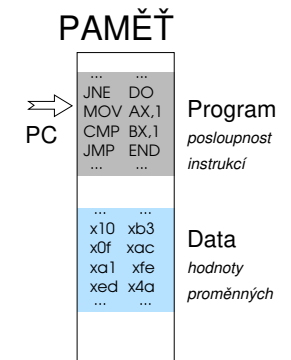 PAMĚŤ
... ...
JNE DO
MOV AX,1
CMP BX,1
JMP END
... ...
PC
Program
posloupnost
instrukcí
... ...
x10 xb3
x0f xac
xa1 xfe
xed x4a
... ...
Data
hodnoty
proměnných